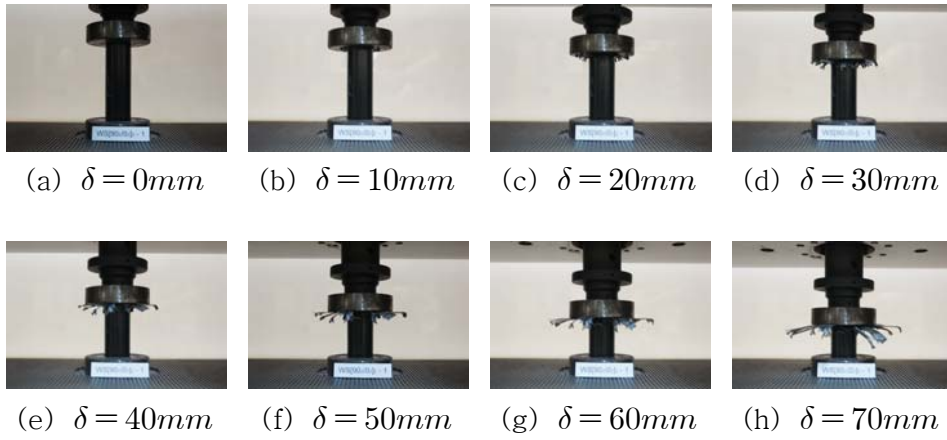 (a) δ = 0mm
(b) δ = 10mm
(c) δ = 20mm
(d) δ = 30mm
(e) δ = 40mm
(f) δ = 50mm
(g) δ = 60mm
(h) δ = 70mm